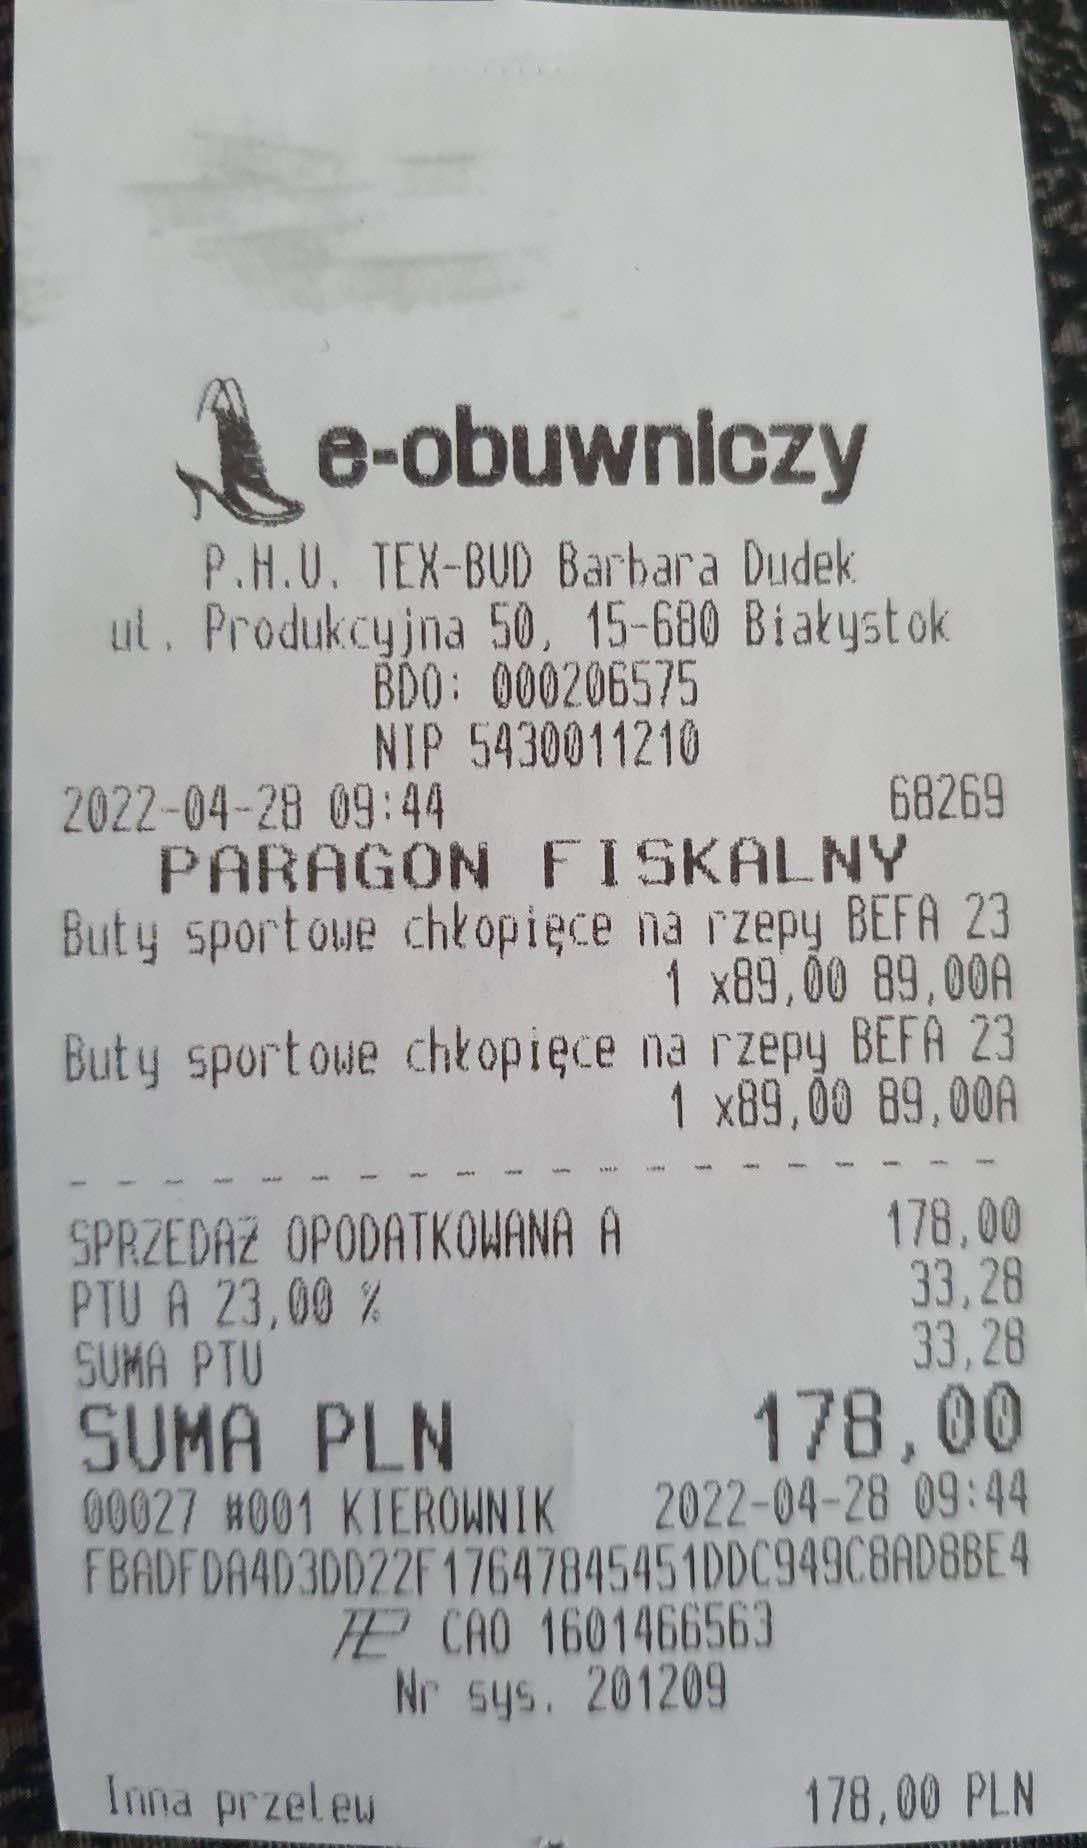 e-obuwniczy
P.H.U. TEX-BUD Barbara Dudek
ul. Produkcyjna 50, 15-680 Białystok
BDO: 000206575
NIP 5430011210
2022-04-28 09:44 68269
PARAGON FISKALNY
Buty sportowe chłopięce na rzepy BEFA 23
1 x89,00 89,00A
Buty sportowe chłopięce na rzepy BEFA 23
1 x89,00 89,00A
- - - - - - - - - - - - - - - - - - - -
SPRZEDAŻ OPODATKOWANA A 178,00
PTU A 23,00 % 33,28
SUMA PTU 33,28
SUMA PLN 178,00
00027 #001 KIEROWNIK 2022-04-28 09:44
FBADFDA4D3DD22F17647845451DDC949C8AD8BE4
CAO 1601466563
Nr sys. 201209
Inna przelew 178,00 PLN